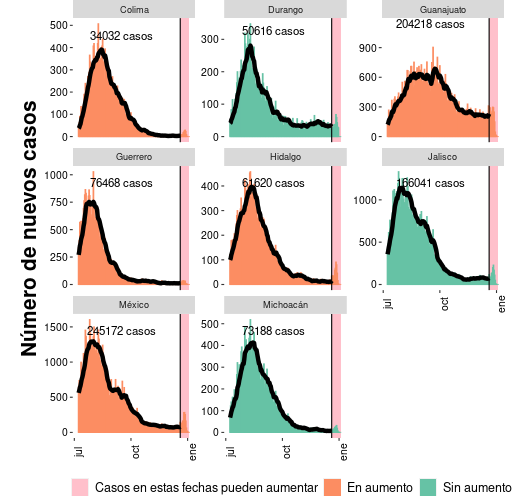 Número de nuevos casos
Colima
34032 casos
500
400
300
200
100
0
Durango
50616 casos
300
200
100
0
Guanajuato
204218 casos
900
600
300
0
Guerrero
76468 casos
1000
750
500
250
0
Hidalgo
61620 casos
400
300
200
100
0
Jalisco
166041 casos
1000
500
0
jul
oct
ene
México
245172 casos
1500
1000
500
0
jul
oct
ene
Michoacán
73188 casos
500
400
300
200
100
0
jul
oct
ene
Casos en estas fechas pueden aumentar
En aumento
Sin aumento